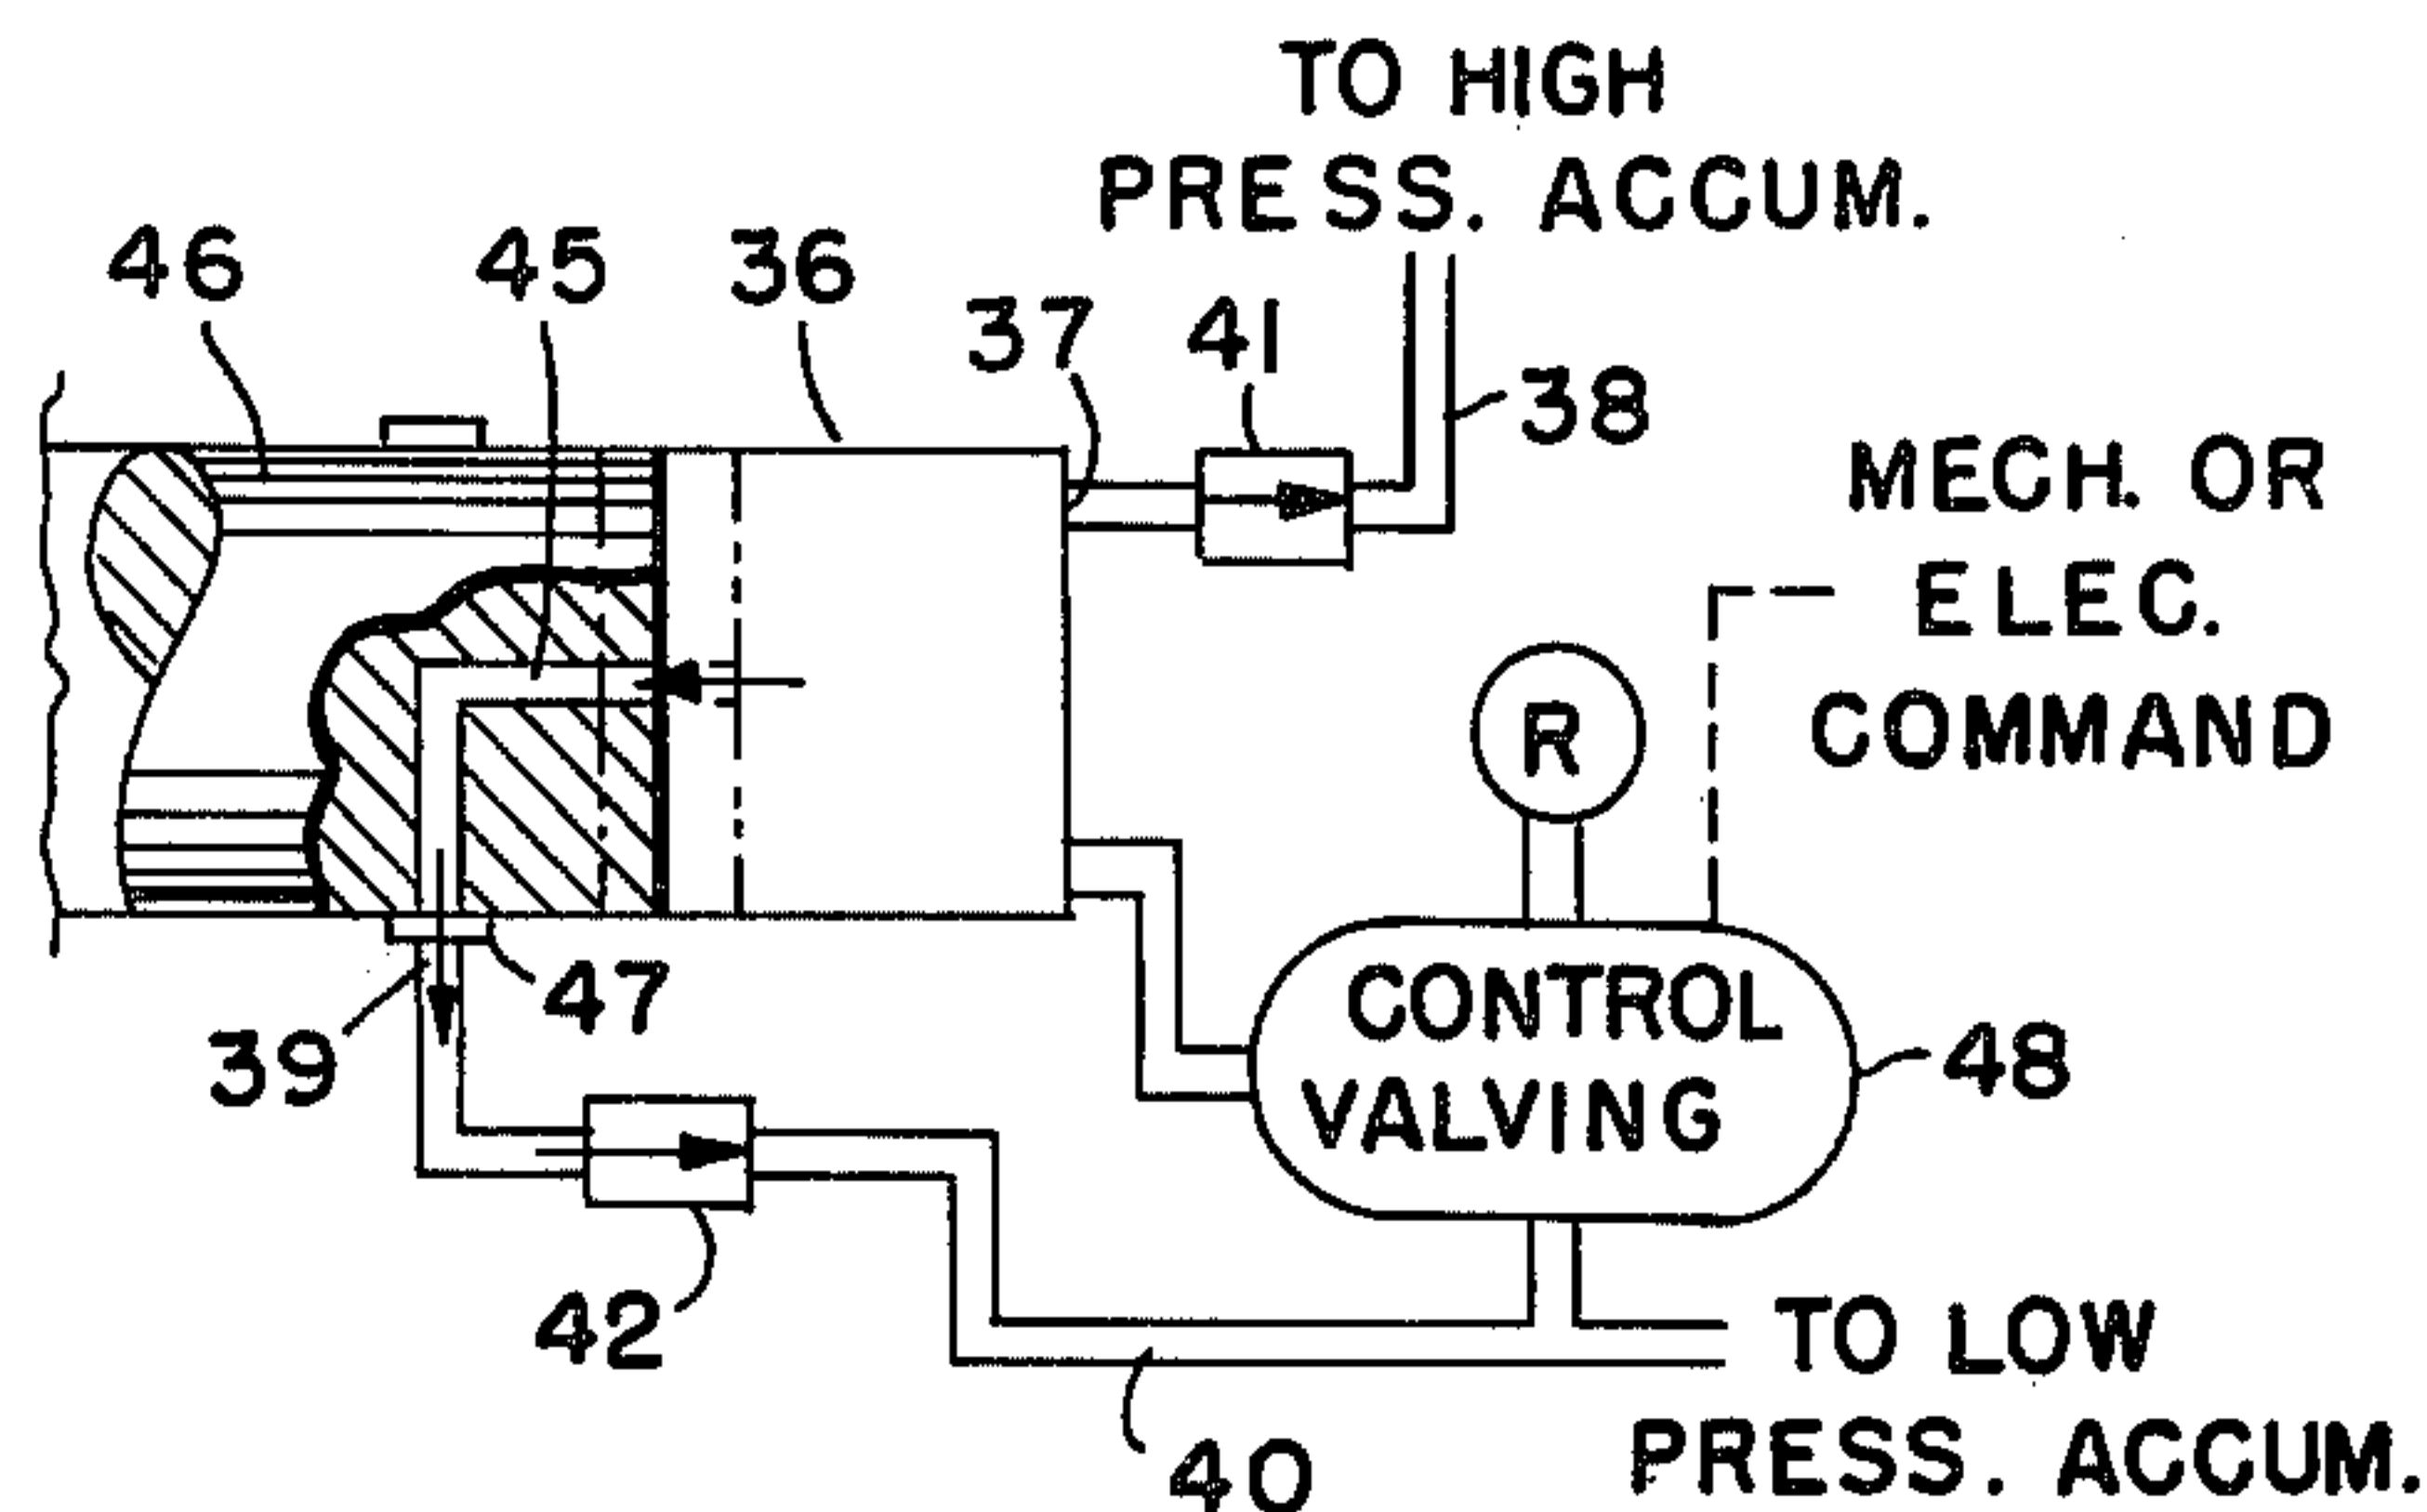 TO HIGH
PRESS. ACCUM.
46
45
36
37
41
38
MECH. OR
ELEC.
COMMAND
R
CONTROL
VALVING
48
47
39
42
TO LOW
PRESS. ACCUM.
40